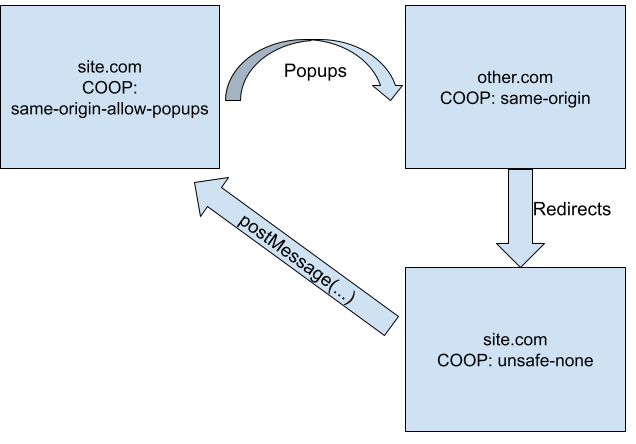 site.com
COOP:
same-origin-allow-popups
Popups
other.com
COOP: same-origin
Redirects
postMessage(...)
site.com
COOP: unsafe-none